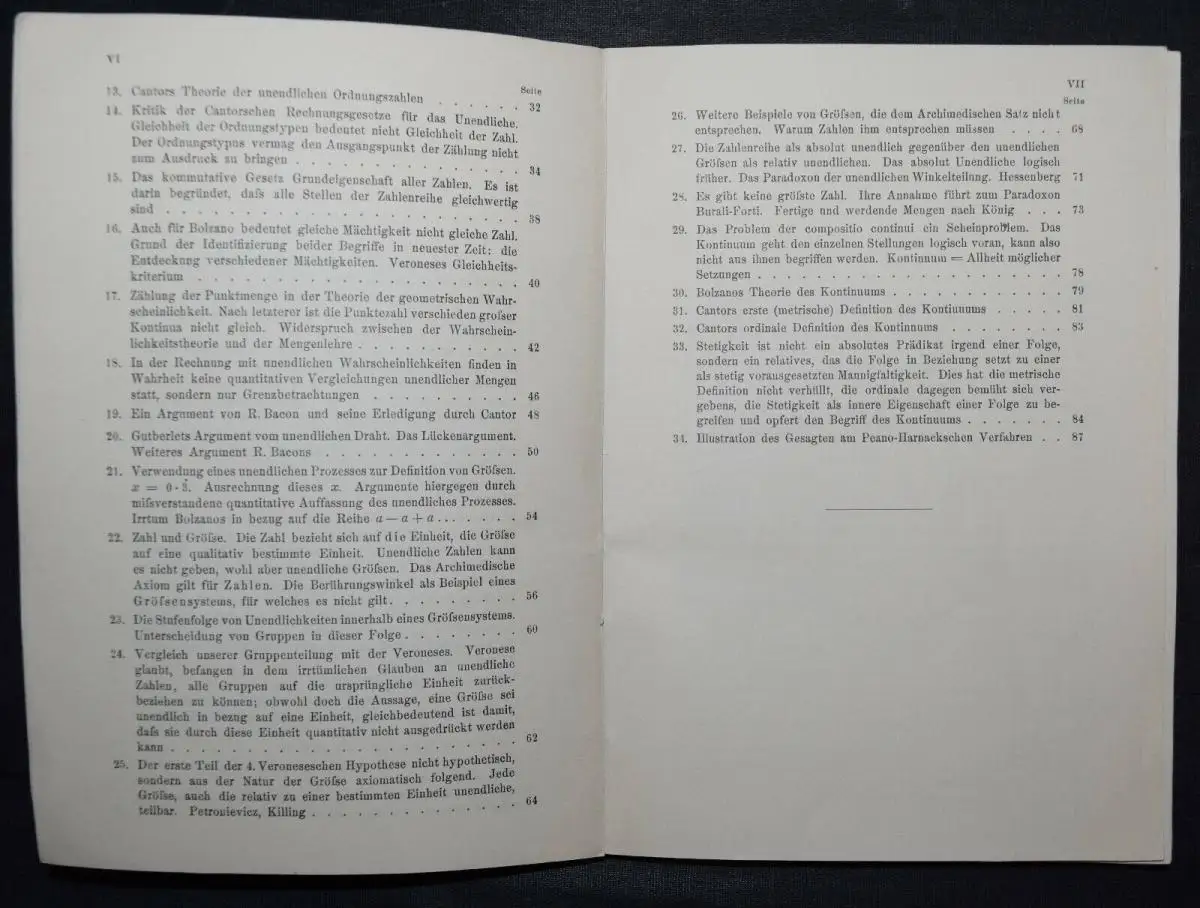 VI
Seite
13. Cantors Theorie der unendlichen Ordnungszahlen . . . . . . 32
14. Kritik der Cantorschen Rechnungsgesetze für das Unendliche.
Gleichheit der Ordnungstypen bedeutet nicht Gleichheit der Zahl.
Der Ordnungstypus vermag den Ausgangspunkt der Zählung nicht
zum Ausdruck zu bringen . . . . . . . . . . . . . . 34
15. Das kommutative Gesetz Grundeigenschaft aller Zahlen. Es ist
darin begründet, daſs alle Stellen der Zahlenreihe gleichwertig
sind . . . . . . . . . . . . . . . . . . . . . . 38
16. Auch für Bolzano bedeutet gleiche Mächtigkeit nicht gleiche Zahl.
Grund der Identifizierung beider Begriffe in neuester Zeit: die
Entdeckung verschiedener Mächtigkeiten. Veroneses Gleichheits-
kriterium . . . . . . . . . . . . . . . . . . . . 40
17. Zählung der Punktmenge in der Theorie der geometrischen Wahr-
scheinlichkeit. Nach letzterer ist die Punktezahl verschieden groſser
Kontinua nicht gleich. Widerspruch zwischen der Wahrschein-
lichkeitstheorie und der Mengenlehre . . . . . . . . . . 42
18. In der Rechnung mit unendlichen Wahrscheinlichkeiten finden in
Wahrheit keine quantitativen Vergleichungen unendlicher Mengen
statt, sondern nur Grenzbetrachtungen . . . . . . . . . . 46
19. Ein Argument von R. Bacon und seine Erledigung durch Cantor 48
20. Gutberlets Argument vom unendlichen Draht. Das Lückenargument.
Weiteres Argument R. Bacons . . . . . . . . . . . . 50
21. Verwendung eines unendlichen Prozesses zur Definition von Gröſsen.
x = 0·3̇. Ausrechnung dieses x. Argumente hiergegen durch
miſsverstandene quantitative Auffassung des unendliches Prozesses.
Irrtum Bolzanos in bezug auf die Reihe a — a + a . . . . . . . 54
22. Zahl und Gröſse. Die Zahl bezieht sich auf die Einheit, die Gröſse
auf eine qualitativ bestimmte Einheit. Unendliche Zahlen kann
es nicht geben, wohl aber unendliche Gröſsen. Das Archimedische
Axiom gilt für Zahlen. Die Berührungswinkel als Beispiel eines
Gröſsensystems, für welches es nicht gilt. . . . . . . . . . 56
23. Die Stufenfolge von Unendlichkeiten innerhalb eines Gröſsensystems.
Unterscheidung von Gruppen in dieser Folge . . . . . . . . 60
24. Vergleich unserer Gruppenteilung mit der Veroneses. Veronese
glaubt, befangen in dem irrtümlichen Glauben an unendliche
Zahlen, alle Gruppen auf die ursprüngliche Einheit zurück-
beziehen zu können; obwohl doch die Aussage, eine Gröſse sei
unendlich in bezug auf eine Einheit, gleichbedeutend ist damit,
daſs sie durch diese Einheit quantitativ nicht ausgedrückt werden
kann . . . . . . . . . . . . . . . . . . . . . . 62
25. Der erste Teil der 4. Veroneseschen Hypothese nicht hypothetisch,
sondern aus der Natur der Gröſse axiomatisch folgend. Jede
Gröſse, auch die relativ zu einer bestimmten Einheit unendliche,
teilbar. Petronievicz, Killing . . . . . . . . . . . . . 64
VII
Seite
26. Weitere Beispiele von Gröſsen, die dem Archimedischen Satz nicht
entsprechen. Warum Zahlen ihm entsprechen müssen . . . . 68
27. Die Zahlenreihe als absolut unendlich gegenüber den unendlichen
Gröſsen als relativ unendlichen. Das absolut Unendliche logisch
früher. Das Paradoxon der unendlichen Winkelteilung. Hessenberg 71
28. Es gibt keine gröſste Zahl. Ihre Annahme führt zum Paradoxon
Burali-Forti. Fertige und werdende Mengen nach König . . . 73
29. Das Problem der compositio continui ein Scheinproblem. Das
Kontinuum geht den einzelnen Stellungen logisch voran, kann also
nicht aus ihnen begriffen werden. Kontinuum = Allheit möglicher
Setzungen . . . . . . . . . . . . . . . . . . . . 78
30. Bolzanos Theorie des Kontinuums . . . . . . . . . . . . 79
31. Cantors erste (metrische) Definition des Kontinuums . . . . . 81
32. Cantors ordinale Definition des Kontinuums . . . . . . . . 83
33. Stetigkeit ist nicht ein absolutes Prädikat irgend einer Folge,
sondern ein relatives, das die Folge in Beziehung setzt zu einer
als stetig vorausgesetzten Mannigfaltigkeit. Dies hat die metrische
Definition nicht verhüllt, die ordinale dagegen bemüht sich ver-
gebens, die Stetigkeit als innere Eigenschaft einer Folge zu be-
greifen und opfert den Begriff des Kontinuums . . . . . . . 84
34. Illustration des Gesagten am Peano-Harnackschen Verfahren . . 87